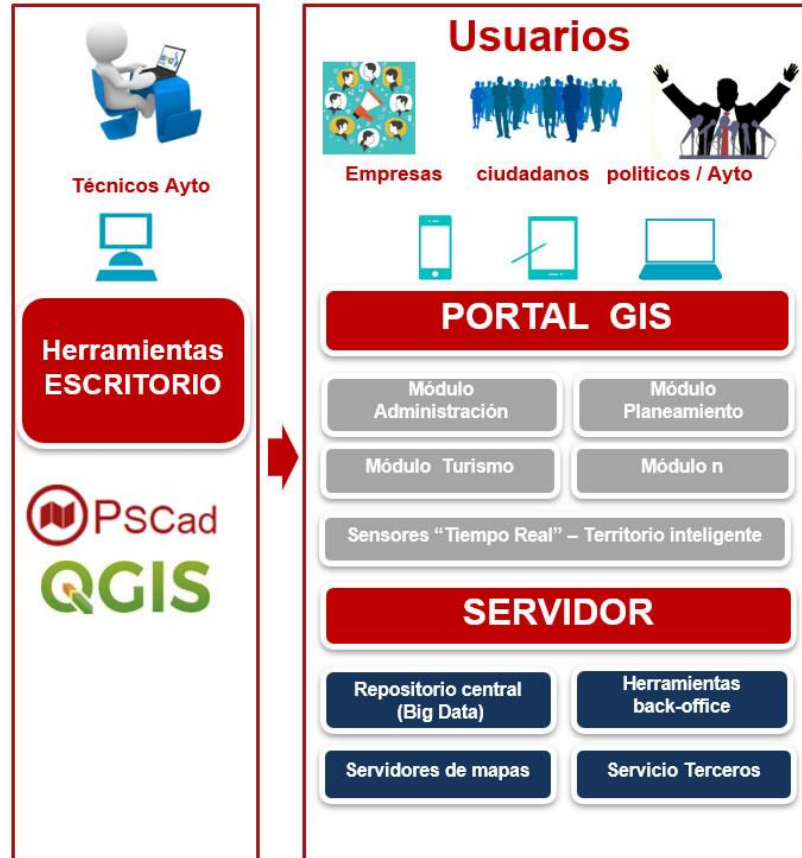 Técnicos Ayto
Herramientas
ESCRITORIO
PSCad
QGIS
Usuarios
Empresas
ciudadanos
politicos / Ayto
PORTAL GIS
Módulo
Administración
Módulo
Planeamiento
Módulo Turismo
Módulo n
Sensores “Tiempo Real” – Territorio inteligente
SERVIDOR
Repositorio central
(Big Data)
Herramientas
back-office
Servidores de mapas
Servicio Terceros